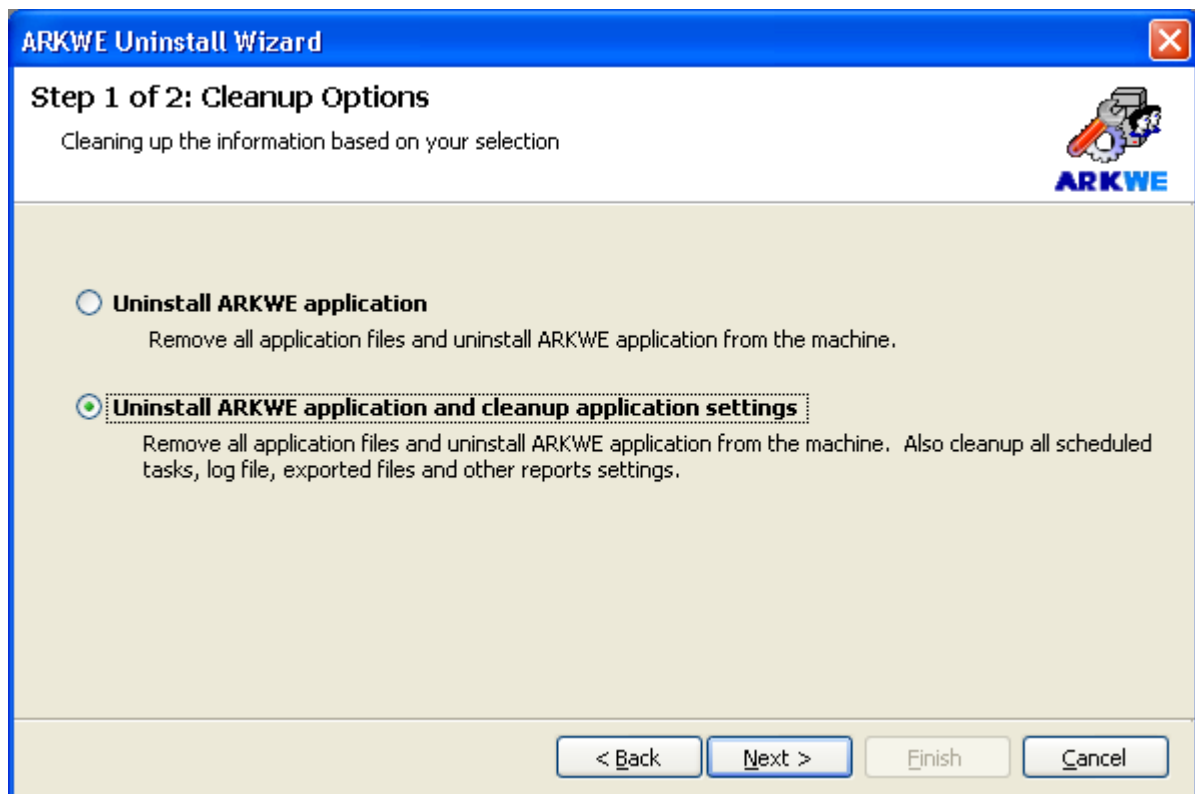 ARKWE Uninstall Wizard
Step 1 of 2: Cleanup Options
Cleaning up the information based on your selection
ARKWE
Uninstall ARKWE application
Remove all application files and uninstall ARKWE application from the machine.
Uninstall ARKWE application and cleanup application settings
Remove all application files and uninstall ARKWE application from the machine.  Also cleanup all scheduled
tasks, log file, exported files and other reports settings.
< Back Next > Finish Cancel